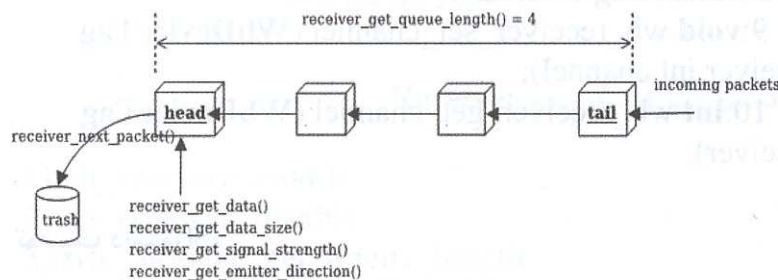 receiver_get_queue_length() = 4
incoming packets
head
tail
receiver_next_packet()
trash
receiver_get_data()
receiver_get_data_size()
receiver_get_signal_strength()
receiver_get_emitter_direction()